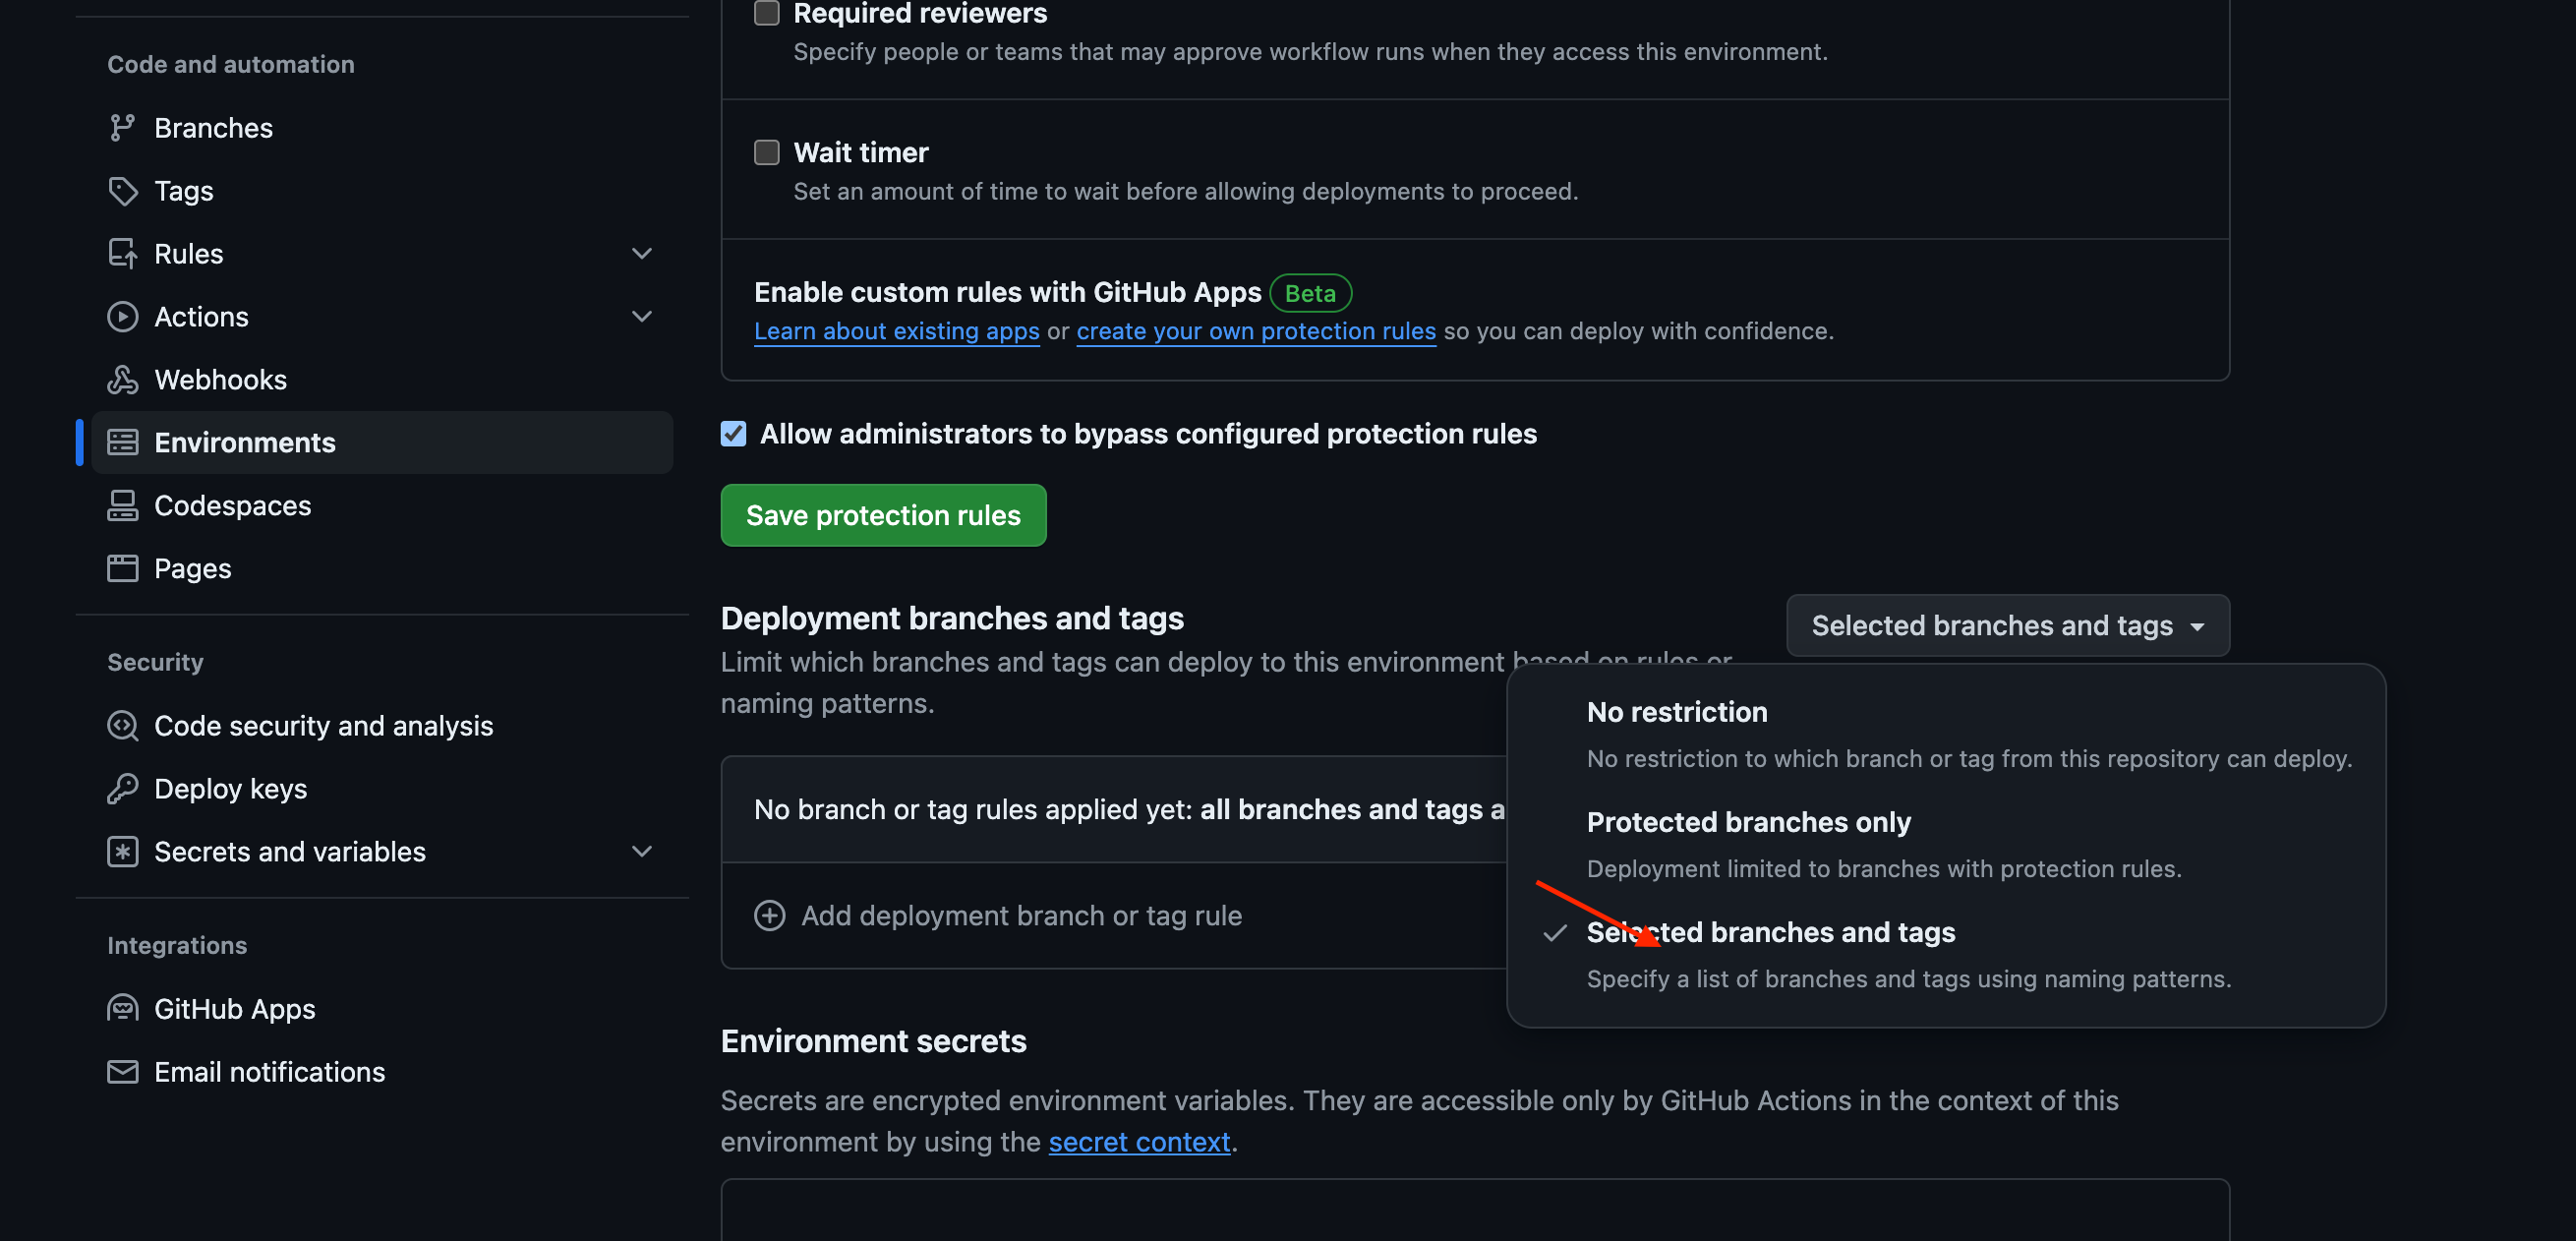 Code and automation
Branches
Tags
Rules
Actions
Webhooks
Environments
Codespaces
Pages
Security
Code security and analysis
Deploy keys
Secrets and variables
Integrations
GitHub Apps
Email notifications
Required reviewers
Specify people or teams that may approve workflow runs when they access this environment.
Wait timer
Set an amount of time to wait before allowing deployments to proceed.
Enable custom rules with GitHub Apps Beta
Learn about existing apps or create your own protection rules so you can deploy with confidence.
Allow administrators to bypass configured protection rules
Save protection rules
Deployment branches and tags
Selected branches and tags
Limit which branches and tags can deploy to this environment based on rules or
naming patterns.
No branch or tag rules applied yet: all branches and tags a
Add deployment branch or tag rule
No restriction
No restriction to which branch or tag from this repository can deploy.
Protected branches only
Deployment limited to branches with protection rules.
Selected branches and tags
Specify a list of branches and tags using naming patterns.
Environment secrets
Secrets are encrypted environment variables. They are accessible only by GitHub Actions in the context of this
environment by using the secret context.